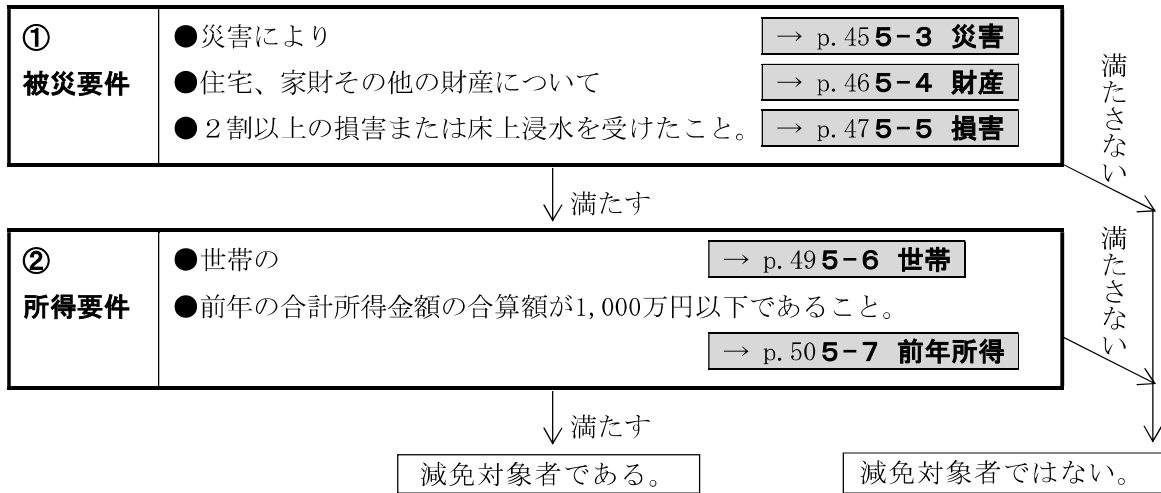 ①
被災要件
●災害により
→ p.45 5-3 災害
●住宅、家財その他の財産について
→ p.46 5-4 財産
●２割以上の損害または床上浸水を受けたこと。
→ p.47 5-5 損害
満たさない
満たす
②
所得要件
●世帯の
→ p.49 5-6 世帯
●前年の合計所得金額の合算額が1,000万円以下であること。
→ p.50 5-7 前年所得
満たさない
満たす
減免対象者である。
減免対象者ではない。